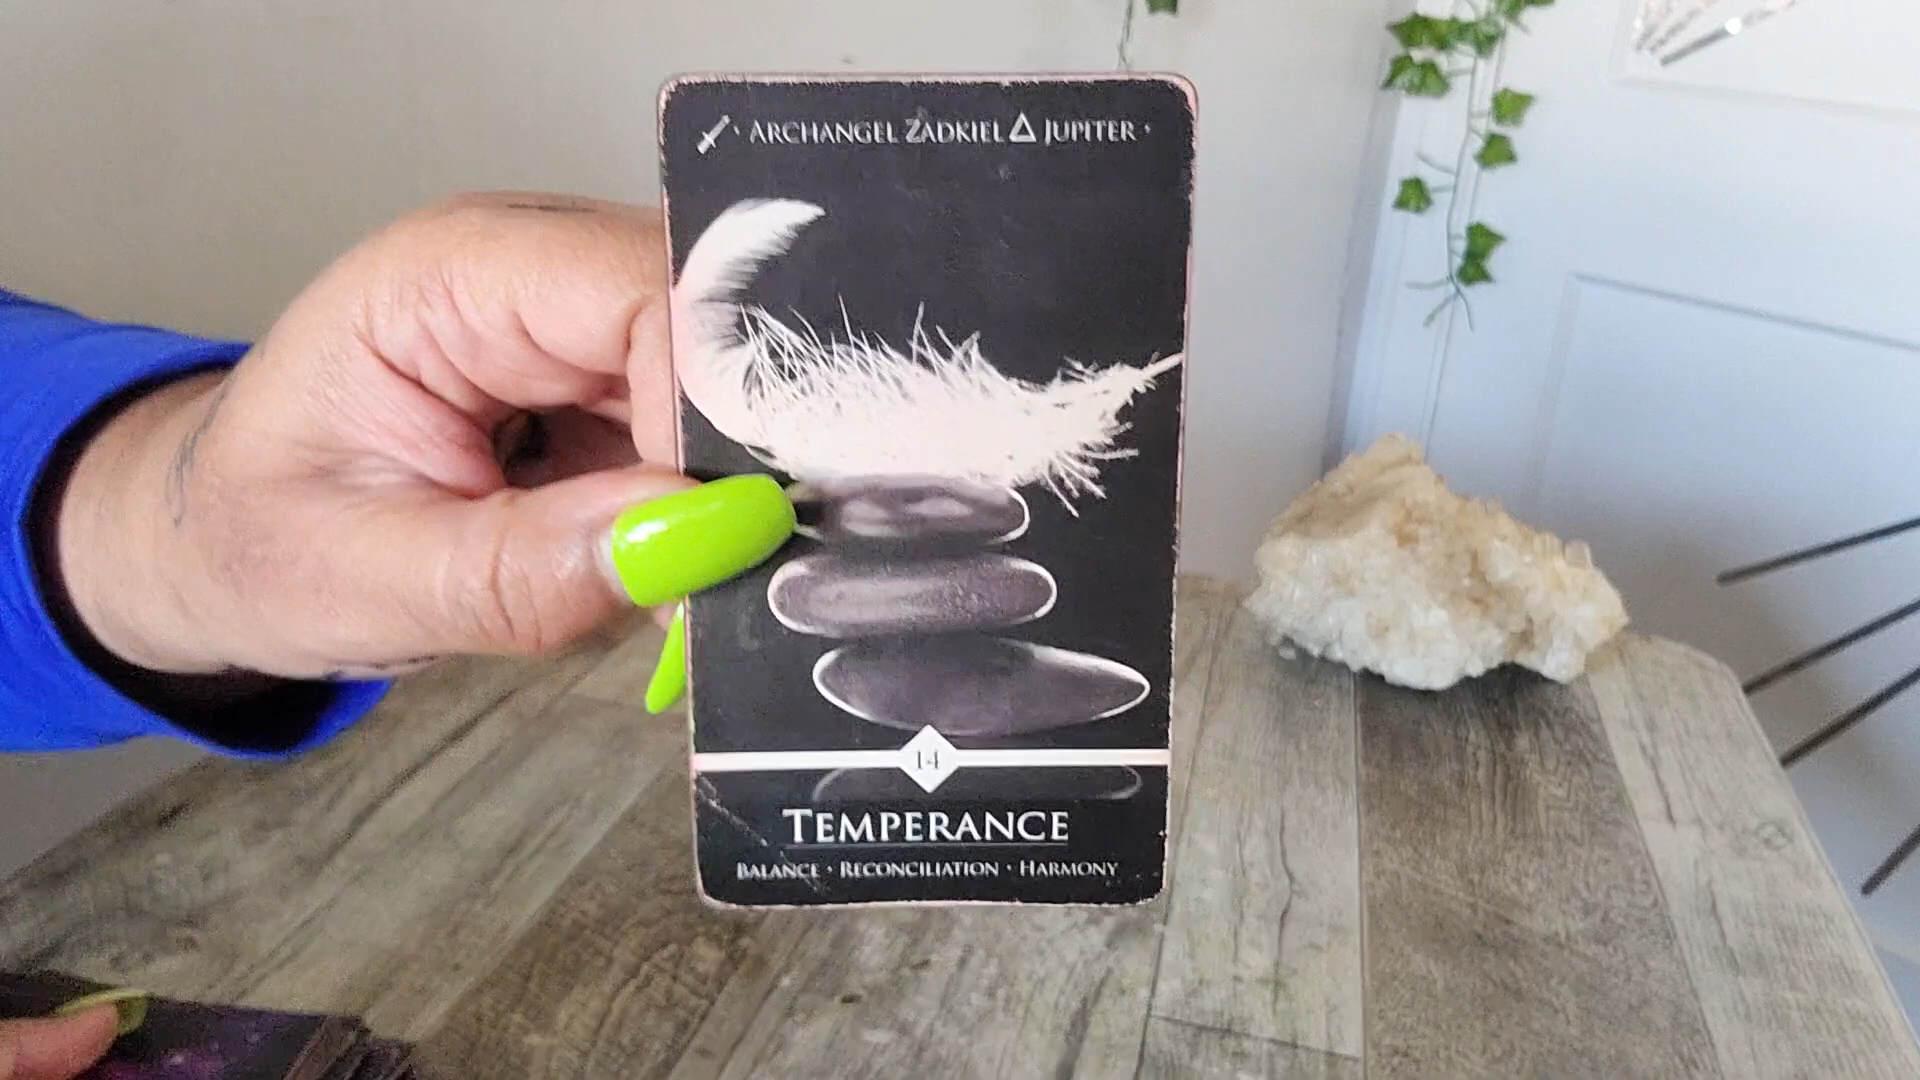 · ARCHANGEL ZADKIEL △ JUPITER ·
14
TEMPERANCE
BALANCE · RECONCILIATION · HARMONY